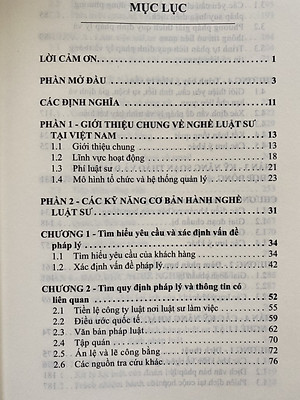 MỤC LỤC
LỜI CẢM ƠN 1
PHẦN MỞ ĐẦU 3
CÁC ĐỊNH NGHĨA 11
PHẦN 1 - GIỚI THIỆU CHUNG VỀ NGHỀ LUẬT SƯ
TẠI VIỆT NAM 13
1.1 Giới thiệu chung 13
1.2 Lĩnh vực hoạt động 18
1.3 Phí luật sư 21
1.4 Mô hình tổ chức và hệ thống quản lý 23
PHẦN 2 - CÁC KỸ NĂNG CƠ BẢN HÀNH NGHỀ
LUẬT SƯ 31
CHƯƠNG 1 - Tìm hiểu yêu cầu và xác định vấn đề
pháp lý 34
1.1 Tìm hiểu yêu cầu của khách hàng 34
1.2 Xác định vấn đề pháp lý 42
CHƯƠNG 2 - Tìm quy định pháp lý và thông tin có
liên quan 52
2.1 Tiền lệ công ty luật nơi luật sư làm việc 55
2.2 Điều ước quốc tế 59
2.3 Văn bản pháp luật 62
2.4 Tập quán 70
2.5 Án lệ và lẽ công bằng 72
2.6 Các nguồn tra cứu khác 76